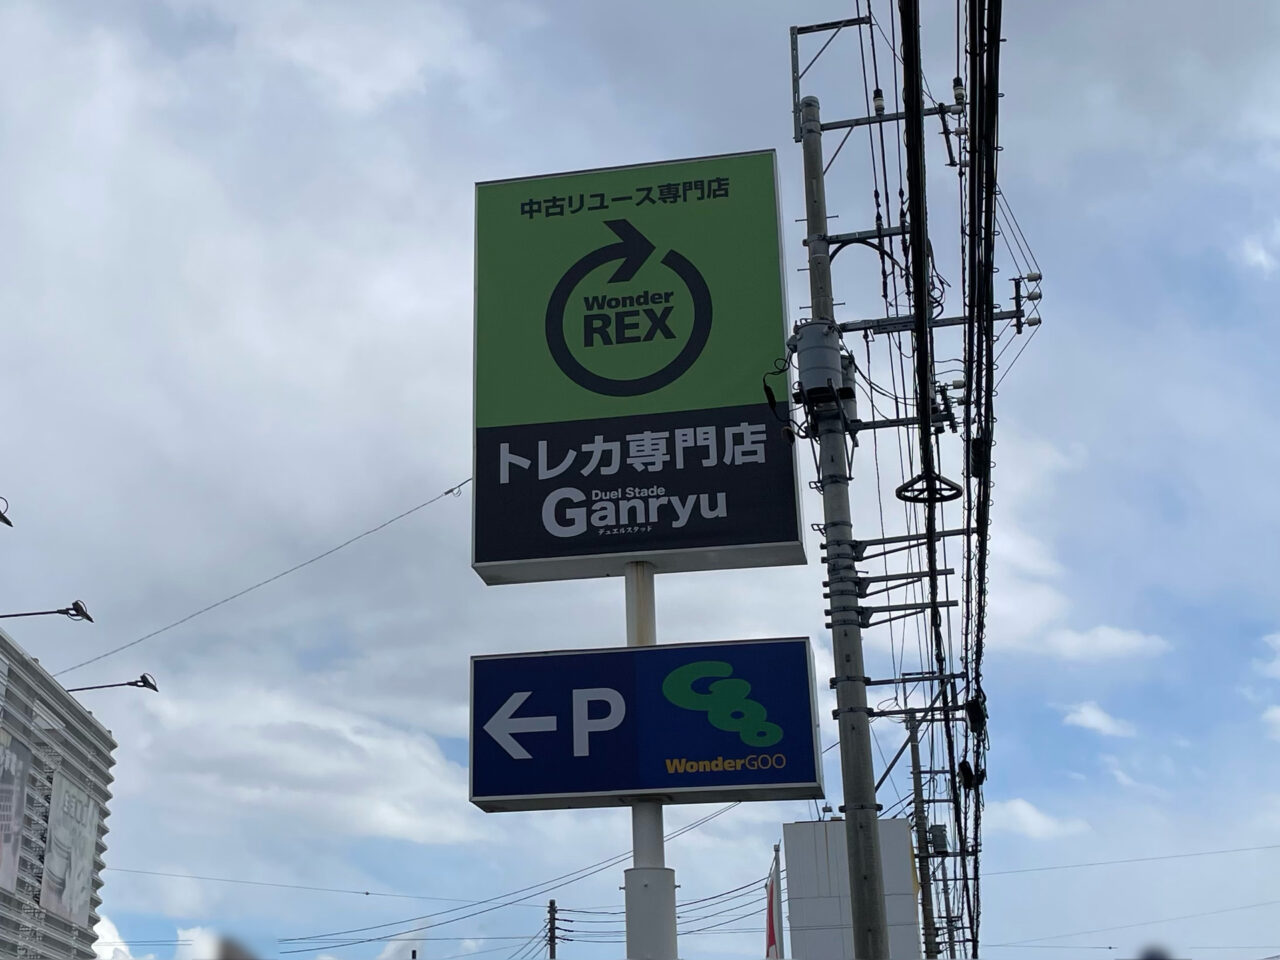 中古リユース専門店
Wonder
REX
トレカ専門店
Duel Stade
Ganryu
デュエルスタッド
←P
Goo
WonderGOO